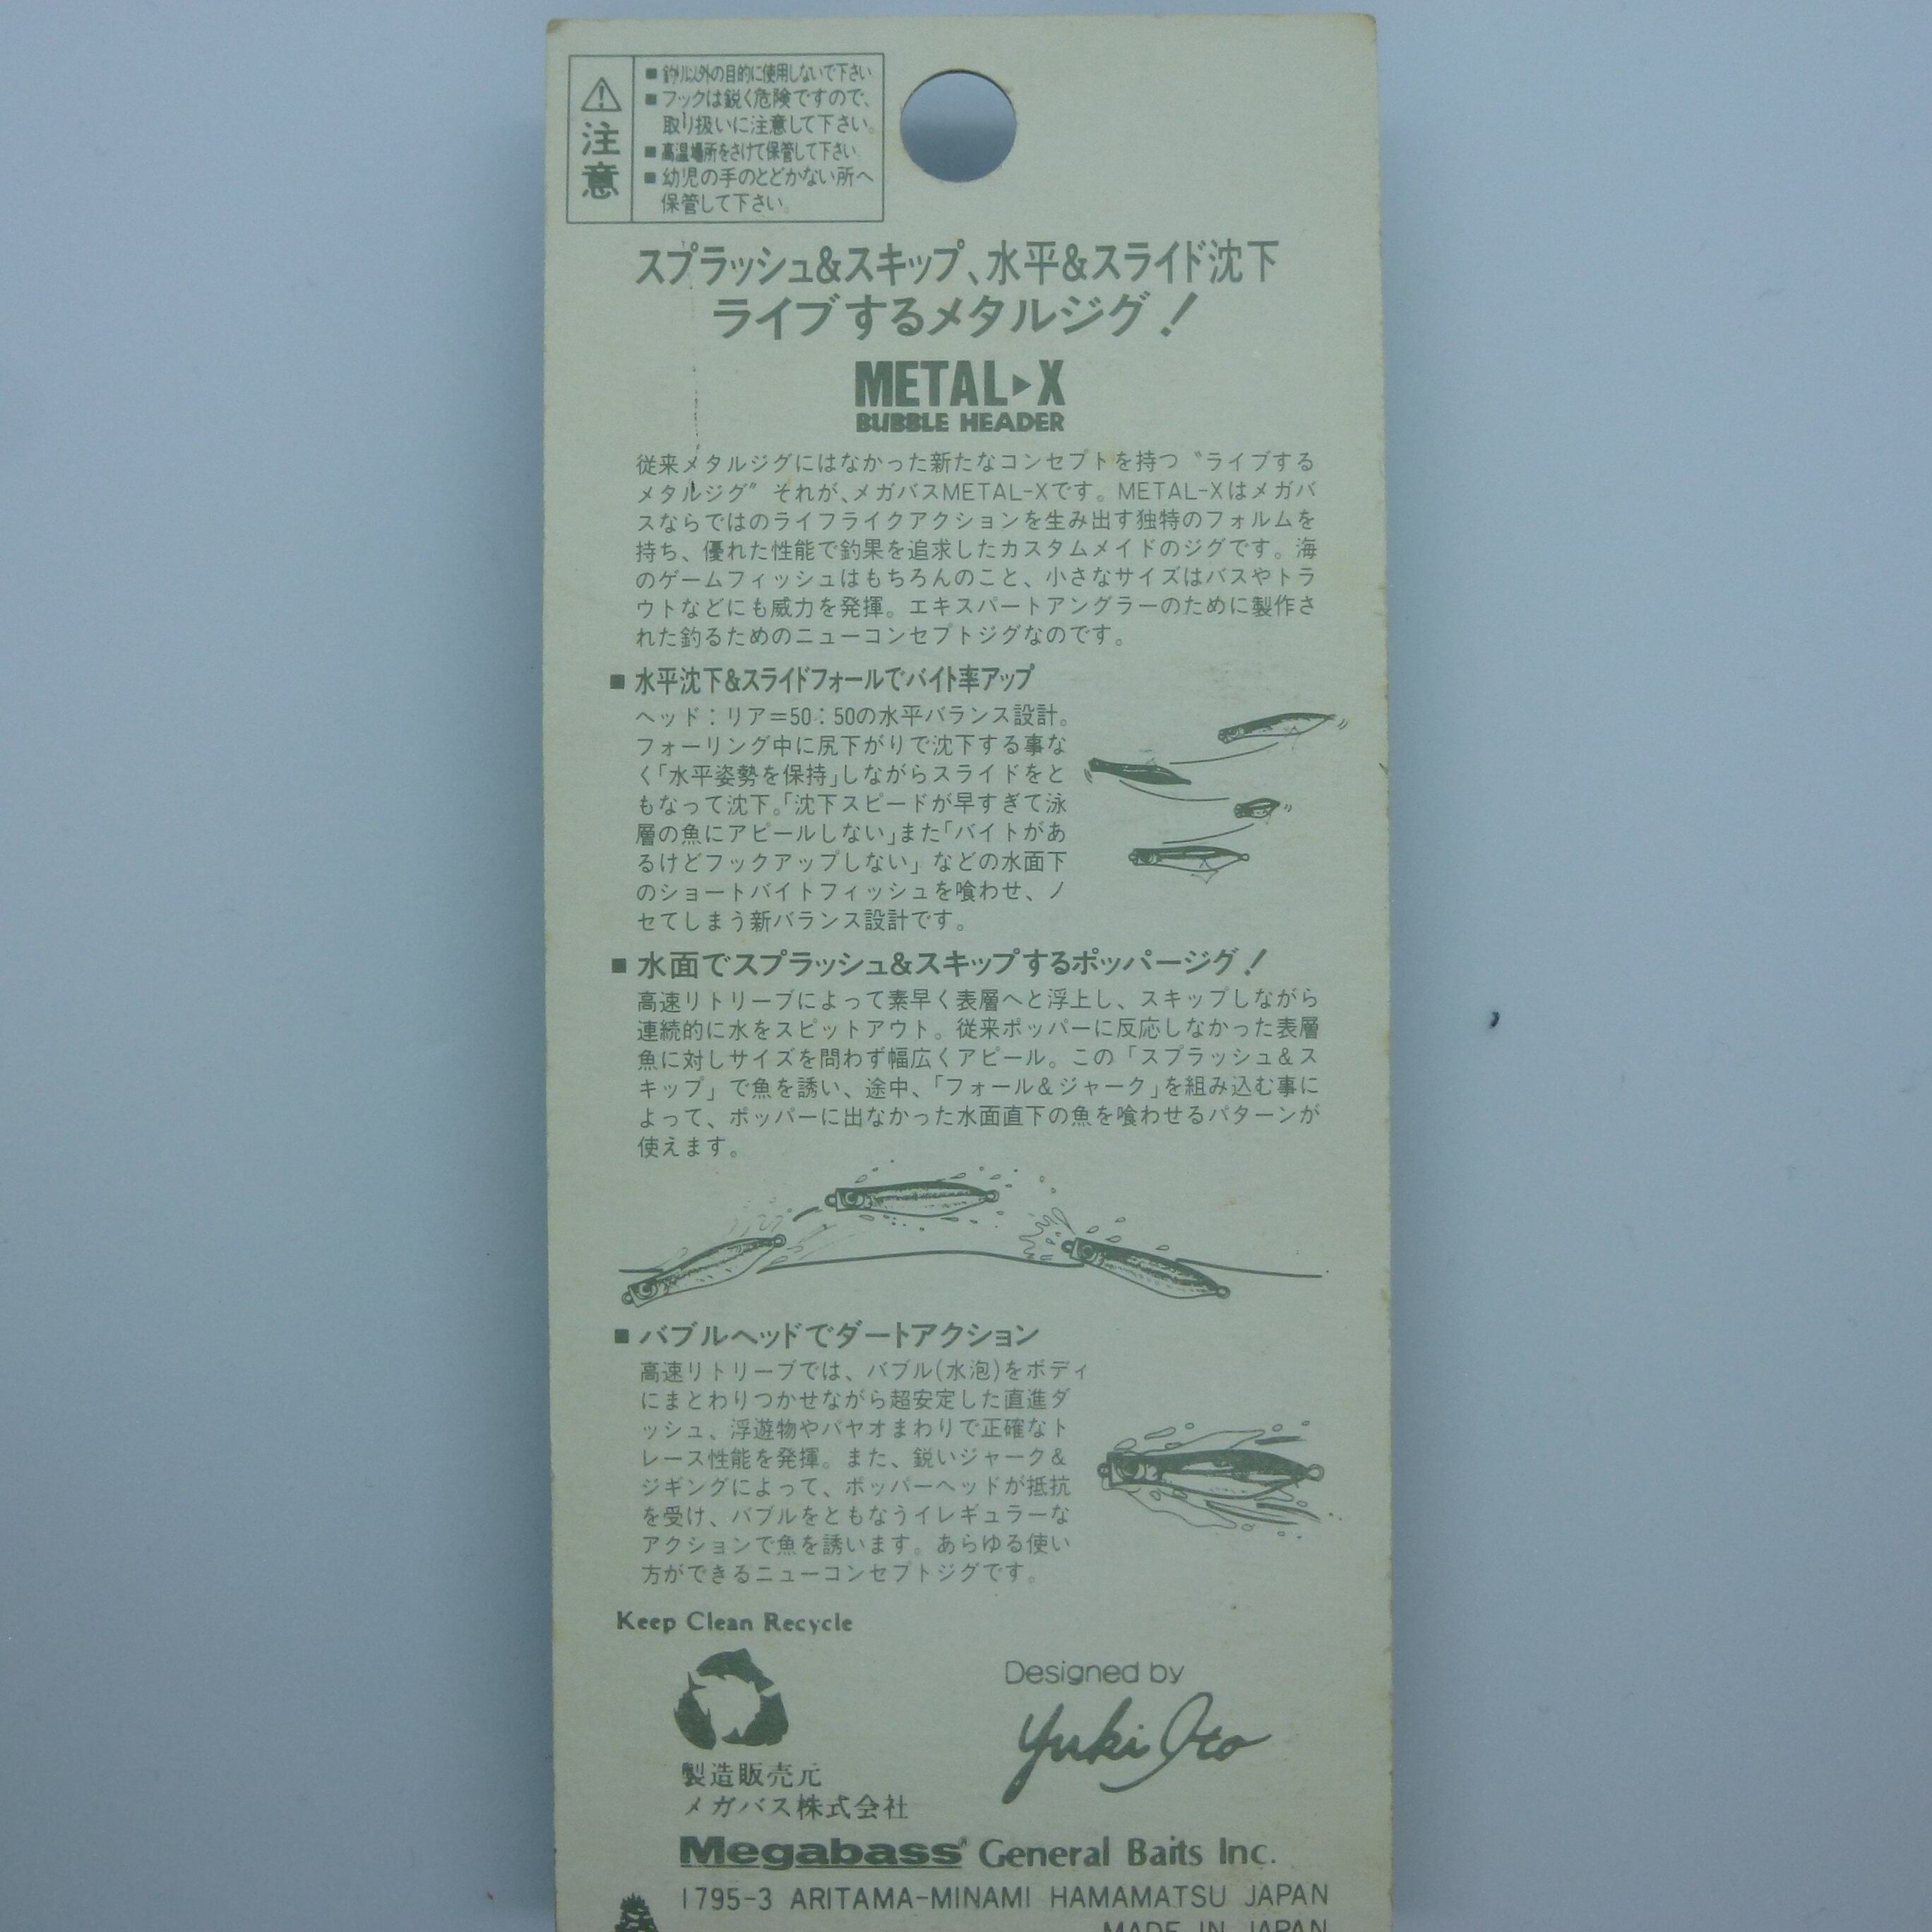 注意
■釣り以外の目的に使用しないで下さい
■フックは鋭く危険ですので、
取り扱いに注意して下さい。
■高温場所をさけて保管して下さい
■幼児の手のとどかない所へ
保管して下さい。
スプラッシュ&スキップ、水平&スライド沈下
ライブするメタルジグ!
METAL▶X
BUBBLE HEADER
従来メタルジグにはなかった新たなコンセプトを持つ〝ライブする
メタルジグ〞それが、メガバスMETAL-Xです。METAL-Xはメガバ
スならではのライフライクアクションを生み出す独特のフォルムを
持ち、優れた性能で釣果を追求したカスタムメイドのジグです。海
のゲームフィッシュはもちろんのこと、小さなサイズはバスやトラ
ウトなどにも威力を発揮。エキスパートアングラーのために製作さ
れた釣るためのニューコンセプトジグなのです。
■水平沈下&スライドフォールでバイト率アップ
ヘッド:リア=50:50の水平バランス設計。
フォーリング中に尻下がりで沈下する事な
く「水平姿勢を保持」しながらスライドをと
もなって沈下。「沈下スピードが早すぎて泳
層の魚にアピールしない」また「バイトがあ
るけどフックアップしない」などの水面下
のショートバイトフィッシュを喰わせ、ノ
セてしまう新バランス設計です。
■水面でスプラッシュ&スキップするポッパージグ!
高速リトリーブによって素早く表層へと浮上し、スキップしながら
連続的に水をスピットアウト。従来ポッパーに反応しなかった表層
魚に対しサイズを問わず幅広くアピール。この「スプラッシュ&ス
キップ」で魚を誘い、途中、「フォール&ジャーク」を組み込む事に
よって、ポッパーに出なかった水面直下の魚を喰わせるパターンが
使えます。
■バブルヘッドでダートアクション
高速リトリーブでは、バブル(水泡)をボディ
にまとわりつかせながら超安定した直進ダ
ッシュ、浮遊物やパヤオまわりで正確なト
レース性能を発揮。また、鋭いジャーク&
ジギングによって、ポッパーヘッドが抵抗
を受け、バブルをともなうイレギュラーな
アクションで魚を誘います。あらゆる使い
方ができるニューコンセプトジグです。
Keep Clean Recycle
Designed by
Yuki Ito
製造販売元
メガバス株式会社
Megabass® General Baits Inc.
1795-3 ARITAMA-MINAMI HAMAMATSU JAPAN
MADE IN JAPAN